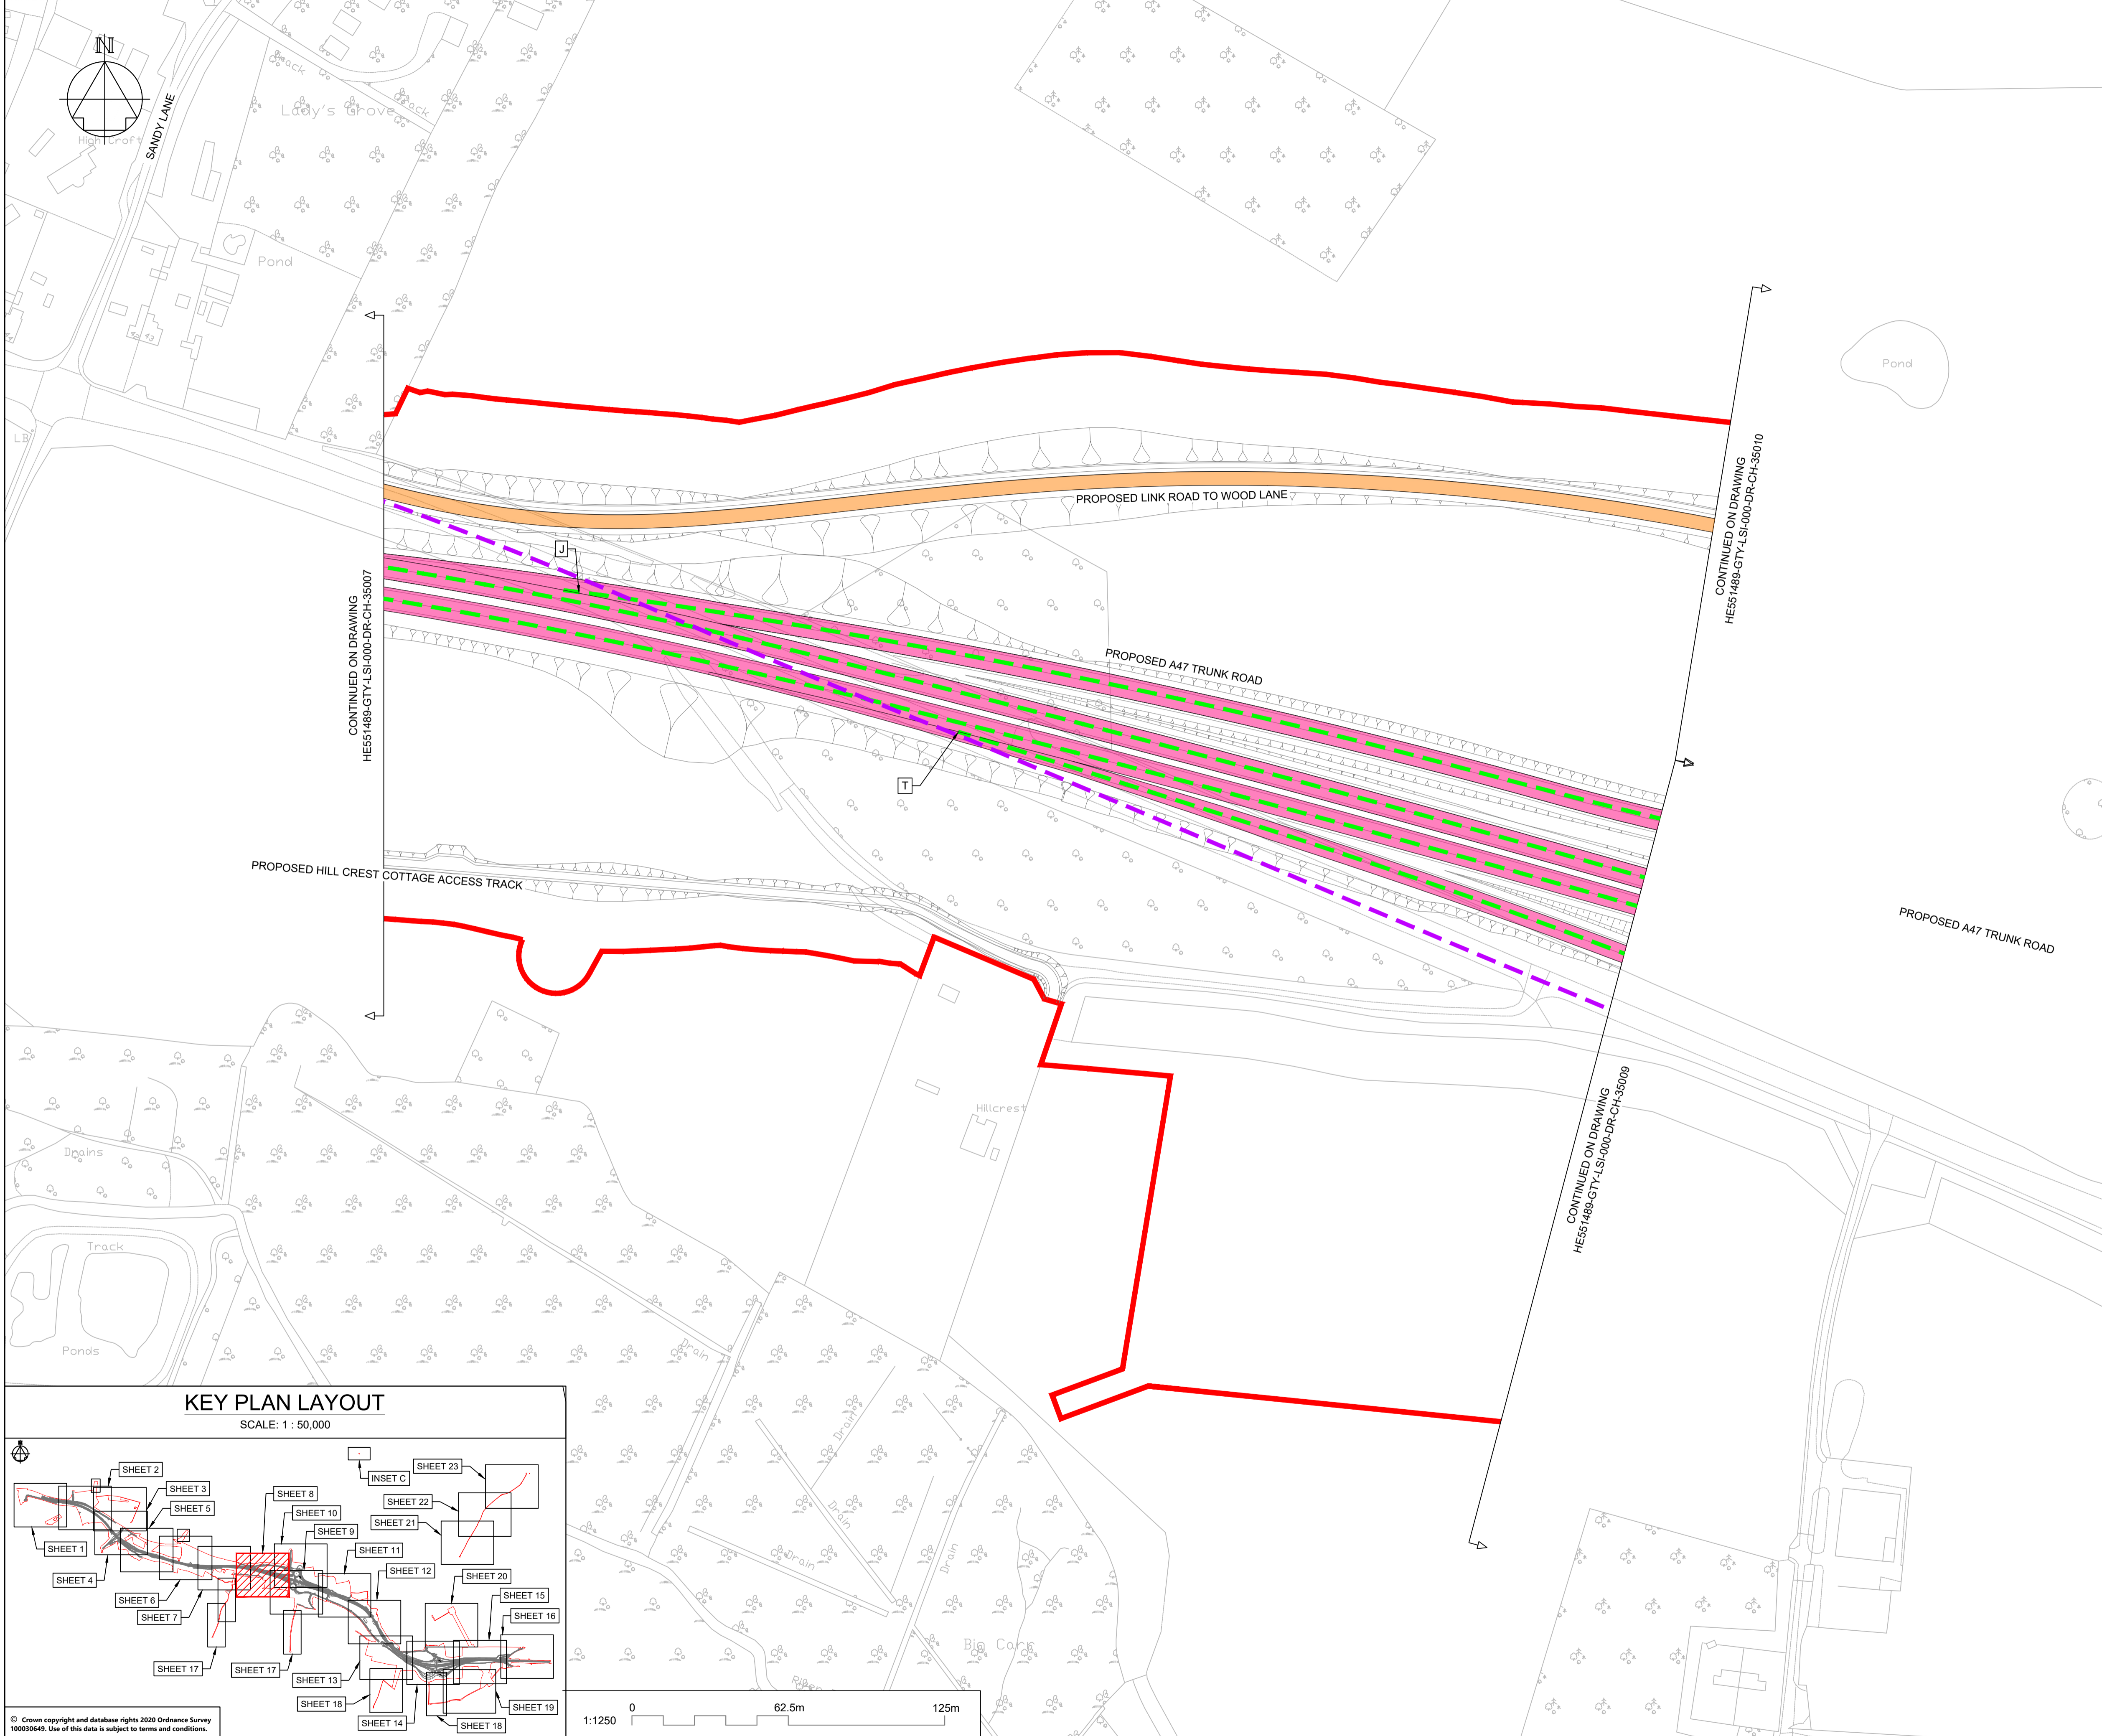 N
SANDY LANE
High Croft
Track
Track
Lady's Grove
Pond
42
43
LB
Pond
CONTINUED ON DRAWING
HE551489-GTY-LSI-000-DR-CH-35010
PROPOSED LINK ROAD TO WOOD LANE
J
CONTINUED ON DRAWING
HE551489-GTY-LSI-000-DR-CH-35007
PROPOSED A47 TRUNK ROAD
T
PROPOSED HILL CREST COTTAGE ACCESS TRACK
PROPOSED A47 TRUNK ROAD
CONTINUED ON DRAWING
HE551489-GTY-LSI-000-DR-CH-35009
Hillcrest
Drains
Track
Ponds
Drain
Drain
Drain
Drain
Drain
Big Carr
KEY PLAN LAYOUT
SCALE: 1 : 50,000
SHEET 2
SHEET 3
SHEET 5
SHEET 1
SHEET 4
SHEET 6
SHEET 7
SHEET 8
SHEET 10
SHEET 9
SHEET 11
SHEET 12
INSET C
SHEET 23
SHEET 22
SHEET 21
SHEET 20
SHEET 15
SHEET 16
SHEET 17
SHEET 17
SHEET 13
SHEET 18
SHEET 14
SHEET 18
SHEET 19
© Crown copyright and database rights 2020 Ordnance Survey
100030649. Use of this data is subject to terms and conditions.
1:1250
0
62.5m
125m